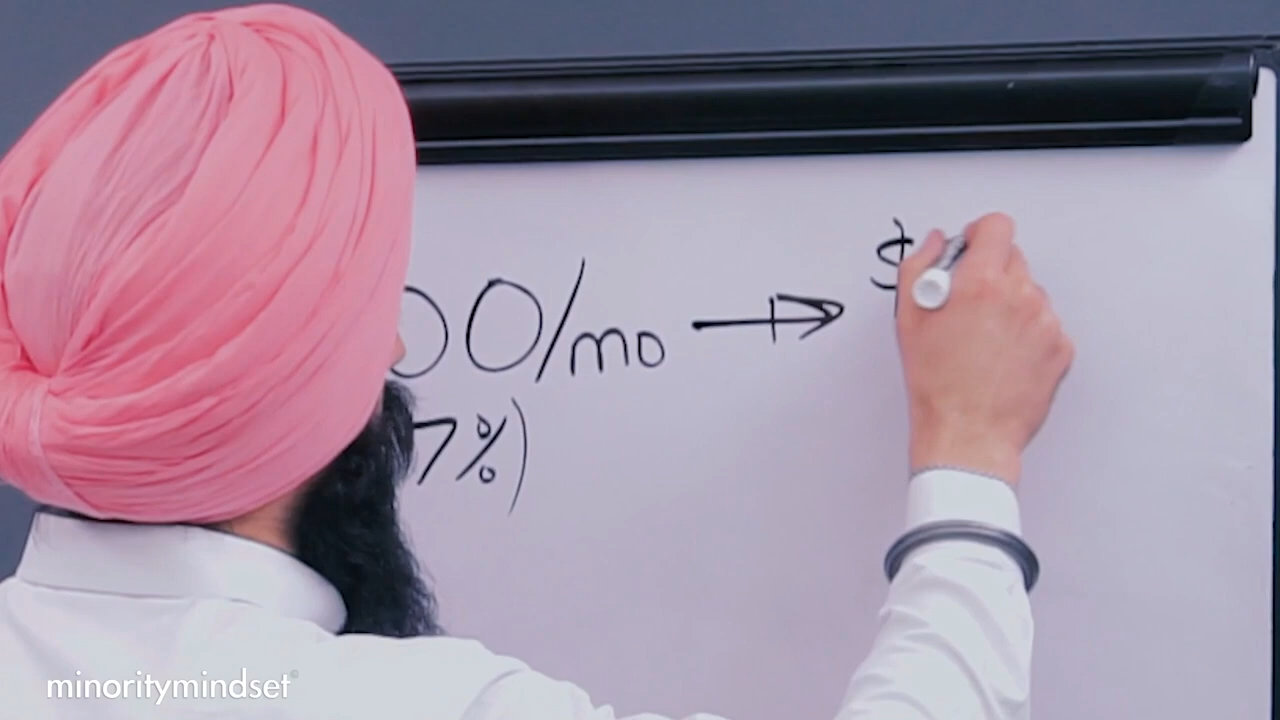 00/mo → $
7%)
minoritymindset